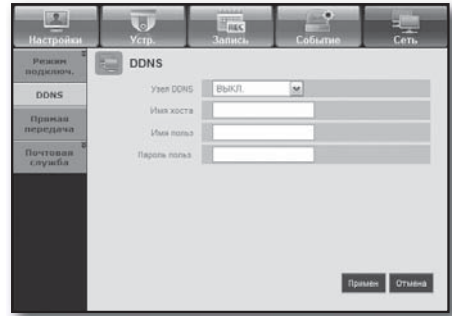 Настройки Устр. Запись Событие Сеть
REC
Режим
подключ.
DDNS
DDNS
Узел DDNS ВЫКЛ.
Имя хоста
Имя польз
Пароль польз
Прямая
передача
Почтовая
служба
Примен Отмена